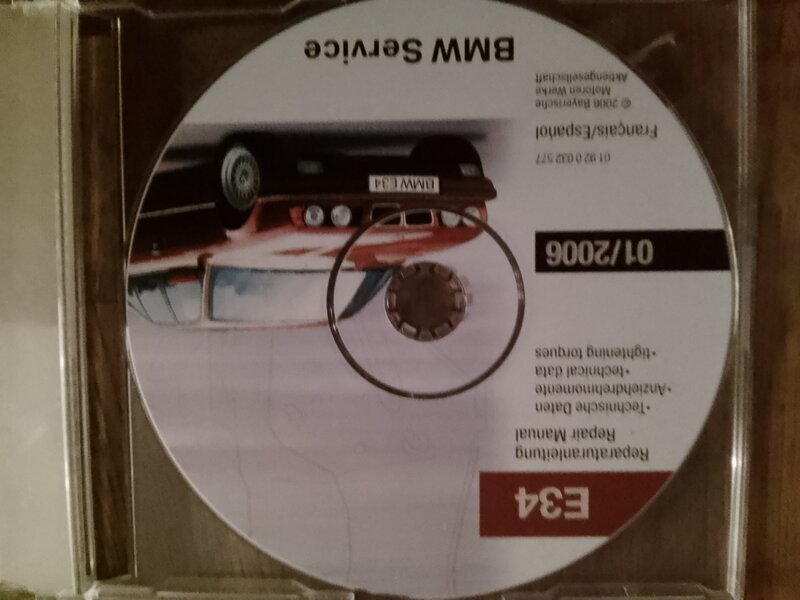 E34
Reparaturanleitung
Repair Manual
•Technische Daten
•Anziehdrehmomente
•technical data
•tightening torques
01/2006
BMW E34
01 92 0 032 577
Français/Español
© 2006 Bayerische
Motoren Werke
Aktiengesellschaft
BMW Service